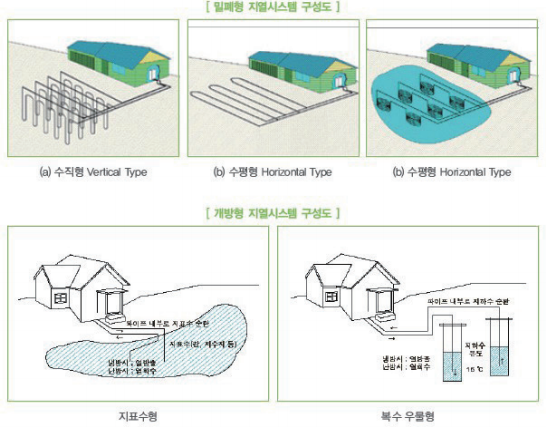 [ 밀폐형 지열시스템 구성도 ]
(a) 수직형 Vertical Type
(b) 수평형 Horizontal Type
(b) 수평형 Horizontal Type
[ 개방형 지열시스템 구성도 ]
파이프 내부로 지표수 순환
지표수(강, 저수지 등)
냉방시 : 열방출
난방시 : 열회수
지표수형
파이프 내부로 지하수 순환
냉방시 : 열방출
난방시 : 열회수
지하수
온도
15 ℃
복수 우물형